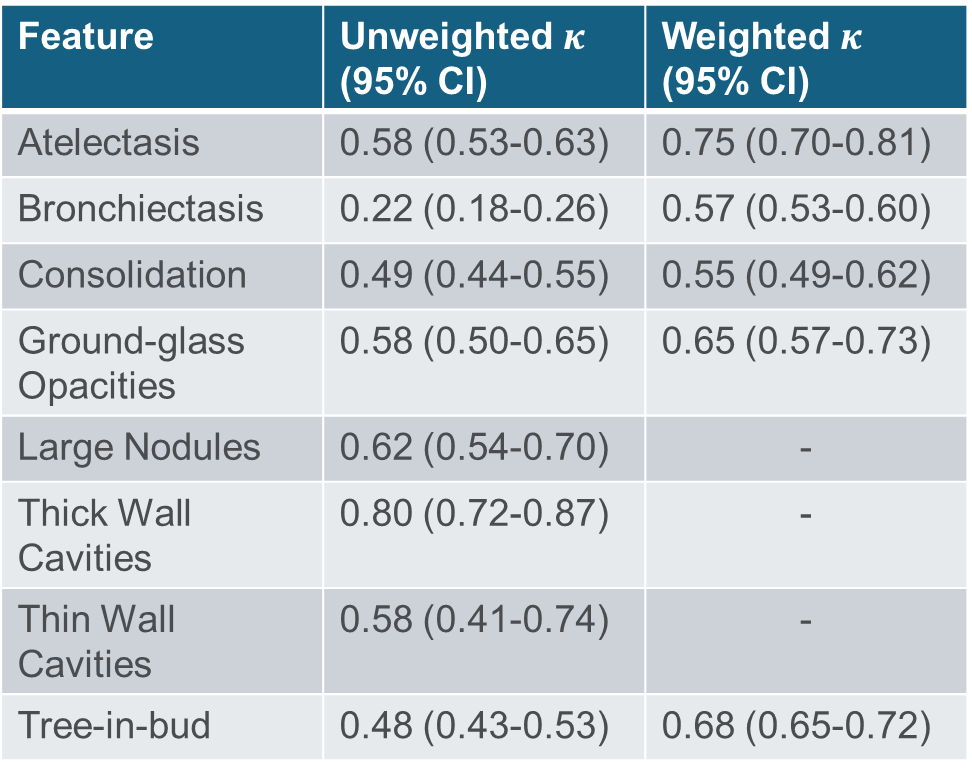 Feature Unweighted κ (95% CI) Weighted κ (95% CI)
Atelectasis 0.58 (0.53-0.63) 0.75 (0.70-0.81)
Bronchiectasis 0.22 (0.18-0.26) 0.57 (0.53-0.60)
Consolidation 0.49 (0.44-0.55) 0.55 (0.49-0.62)
Ground-glass Opacities 0.58 (0.50-0.65) 0.65 (0.57-0.73)
Large Nodules 0.62 (0.54-0.70) -
Thick Wall Cavities 0.80 (0.72-0.87) -
Thin Wall Cavities 0.58 (0.41-0.74) -
Tree-in-bud 0.48 (0.43-0.53) 0.68 (0.65-0.72)